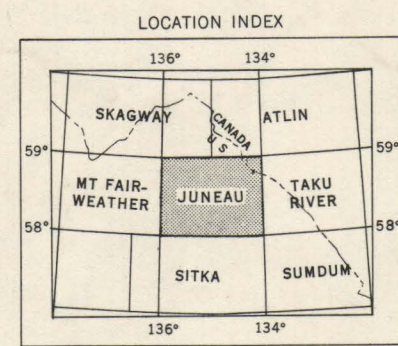 LOCATION INDEX
136° 134°
SKAGWAY CANADA ATLIN
U S
59° 59°
MT FAIR-
WEATHER JUNEAU TAKU
RIVER
58° 58°
SITKA SUMDUM
136° 134°